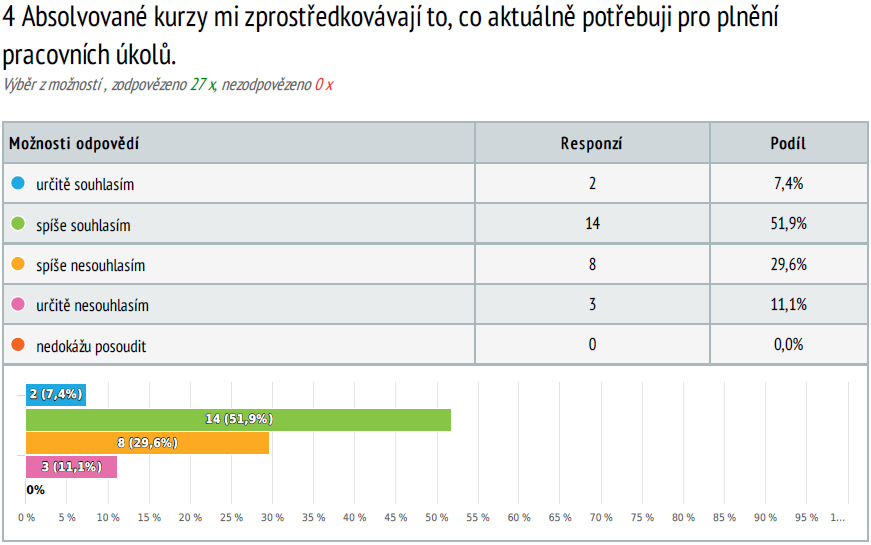 4 Absolvované kurzy mi zprostředkovávají to, co aktuálně potřebuji pro plnění
pracovních úkolů.
Výběr z možností , zodpovězeno 27 x, nezodpovězeno 0 x
Možnosti odpovědí Responzí Podíl
určitě souhlasím 2 7,4%
spíše souhlasím 14 51,9%
spíše nesouhlasím 8 29,6%
určitě nesouhlasím 3 11,1%
nedokážu posoudit 0 0,0%
2 (7,4%)
14 (51,9%)
8 (29,6%)
3 (11,1%)
0%
0 % 5 % 10 % 15 % 20 % 25 % 30 % 35 % 40 % 45 % 50 % 55 % 60 % 65 % 70 % 75 % 80 % 85 % 90 % 95 % 1...